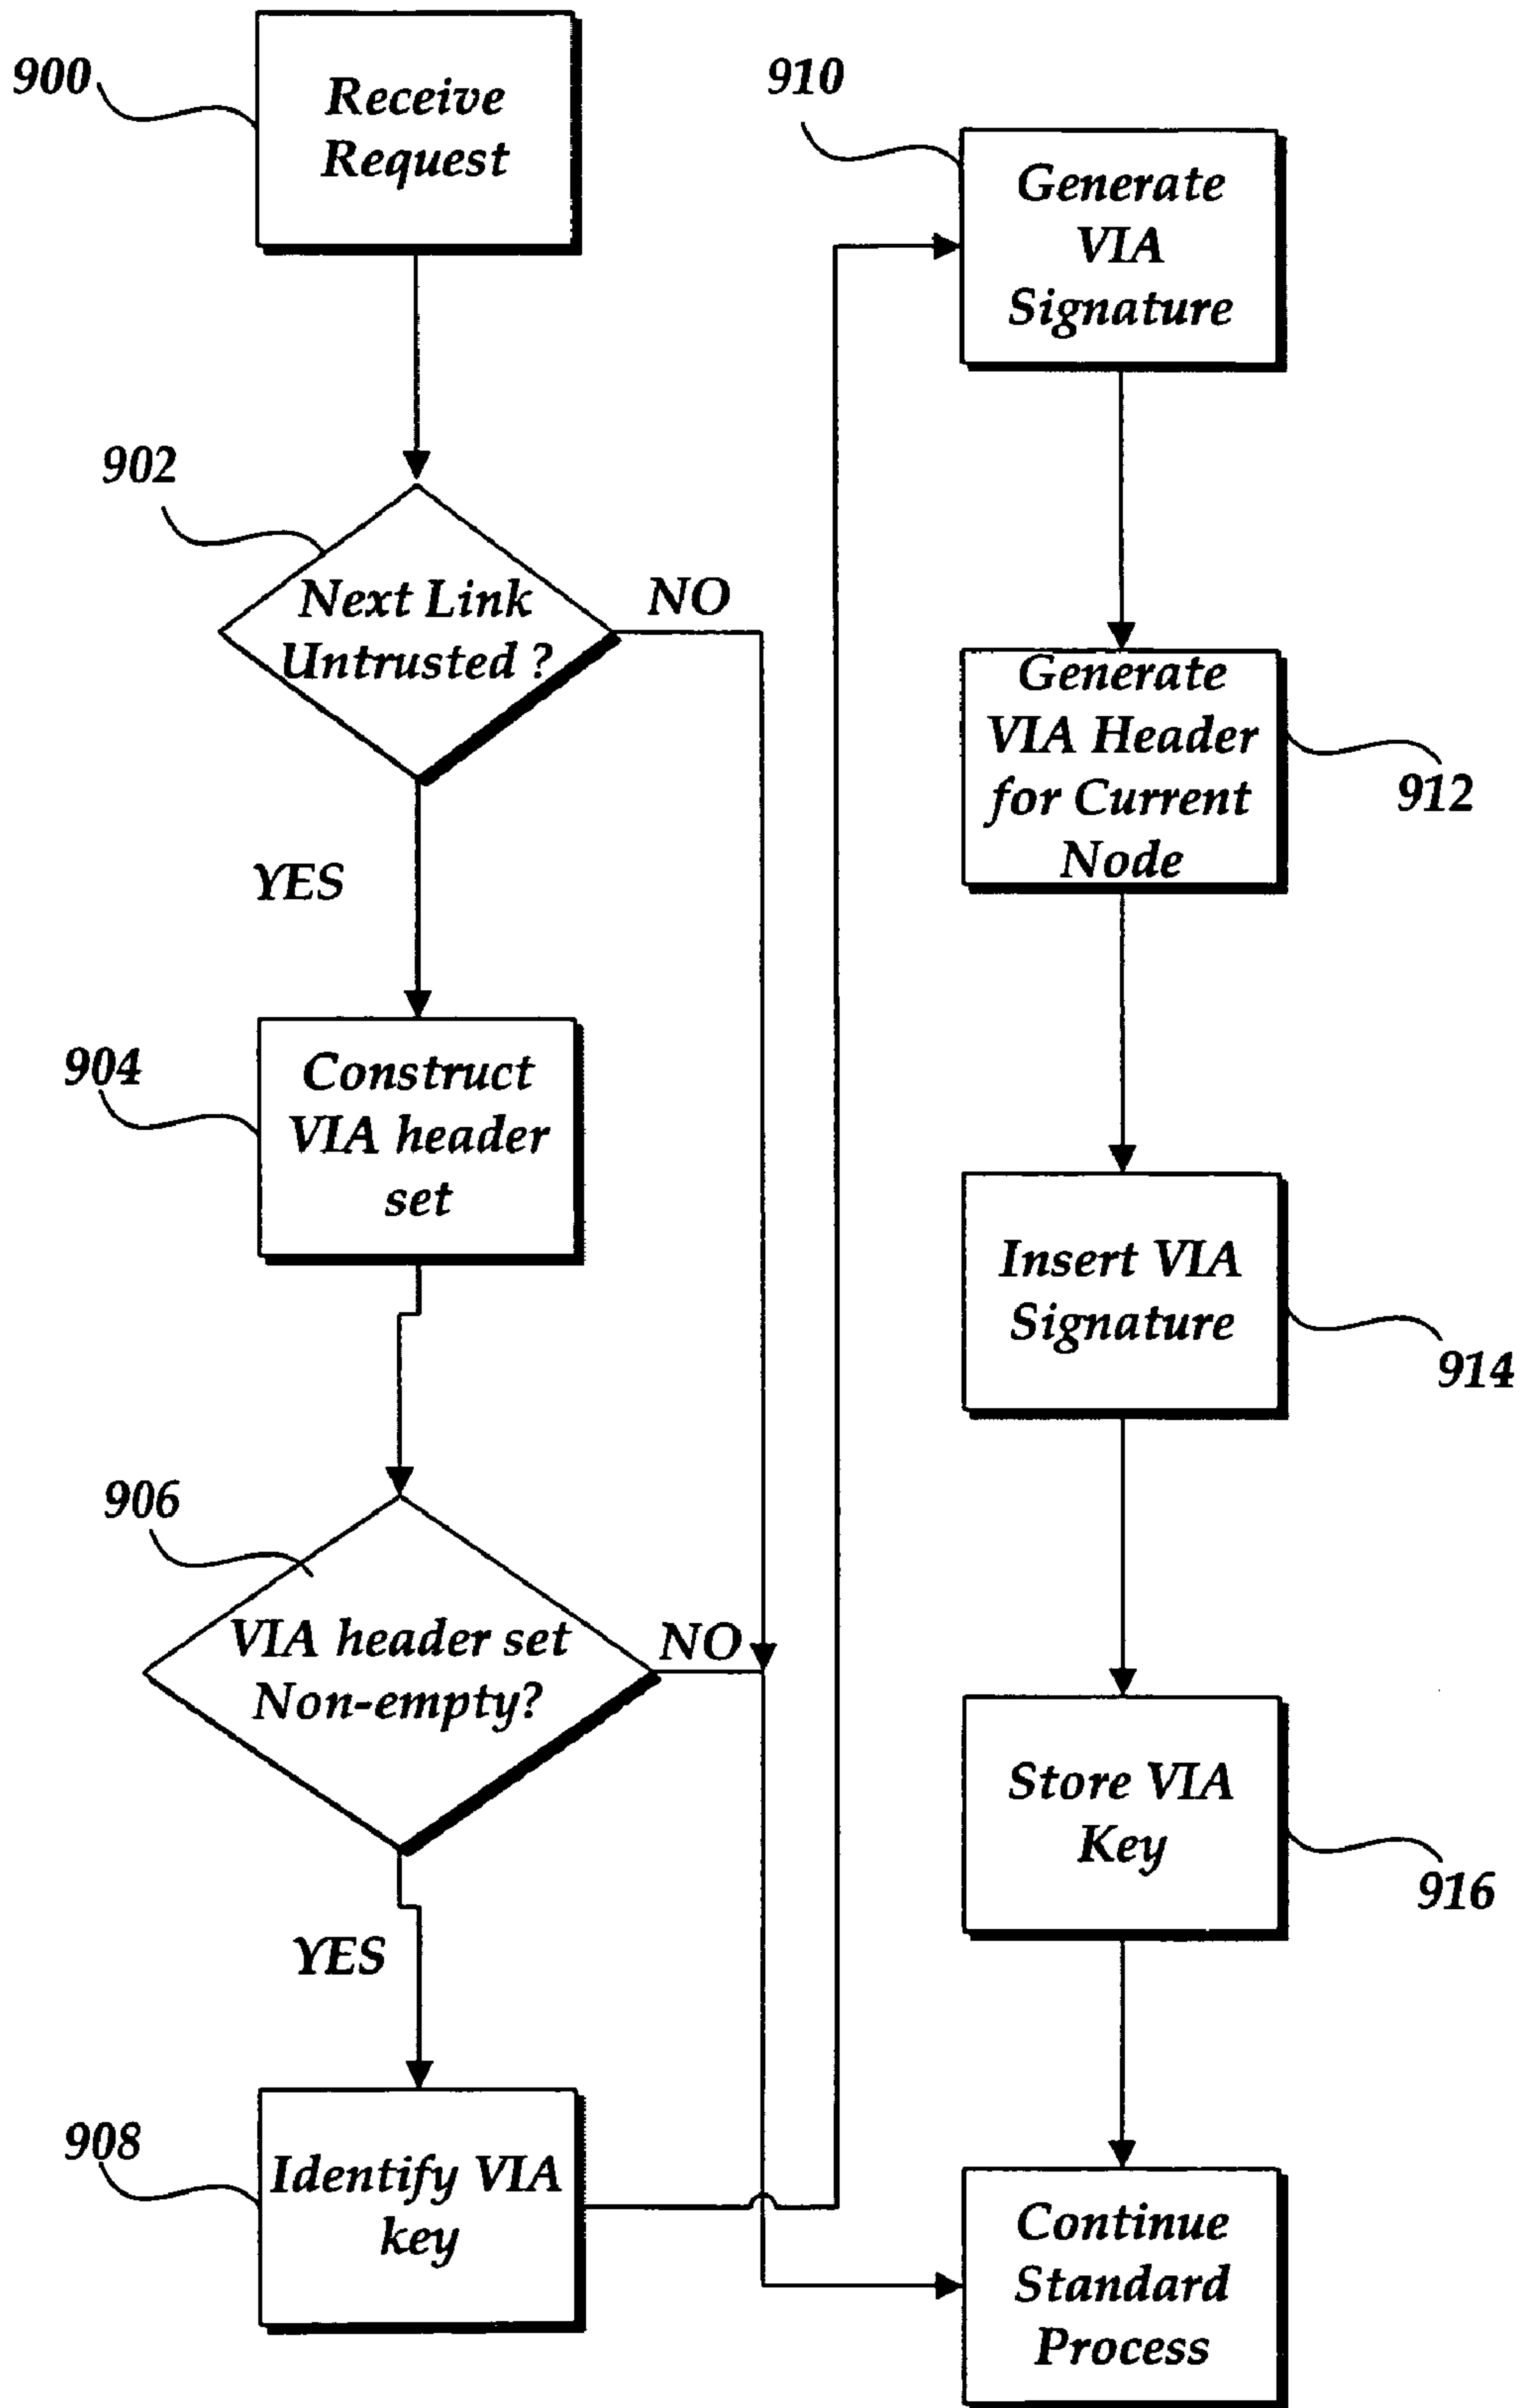 900
Receive
Request
902
Next Link
Untrusted ?
NO
YES
904
Construct
VIA header
set
906
VIA header set
Non-empty?
NO
YES
908
Identify VIA
key
910
Generate
VIA
Signature
Generate
VIA Header
for Current
Node
912
Insert VIA
Signature
914
Store VIA
Key
916
Continue
Standard
Process